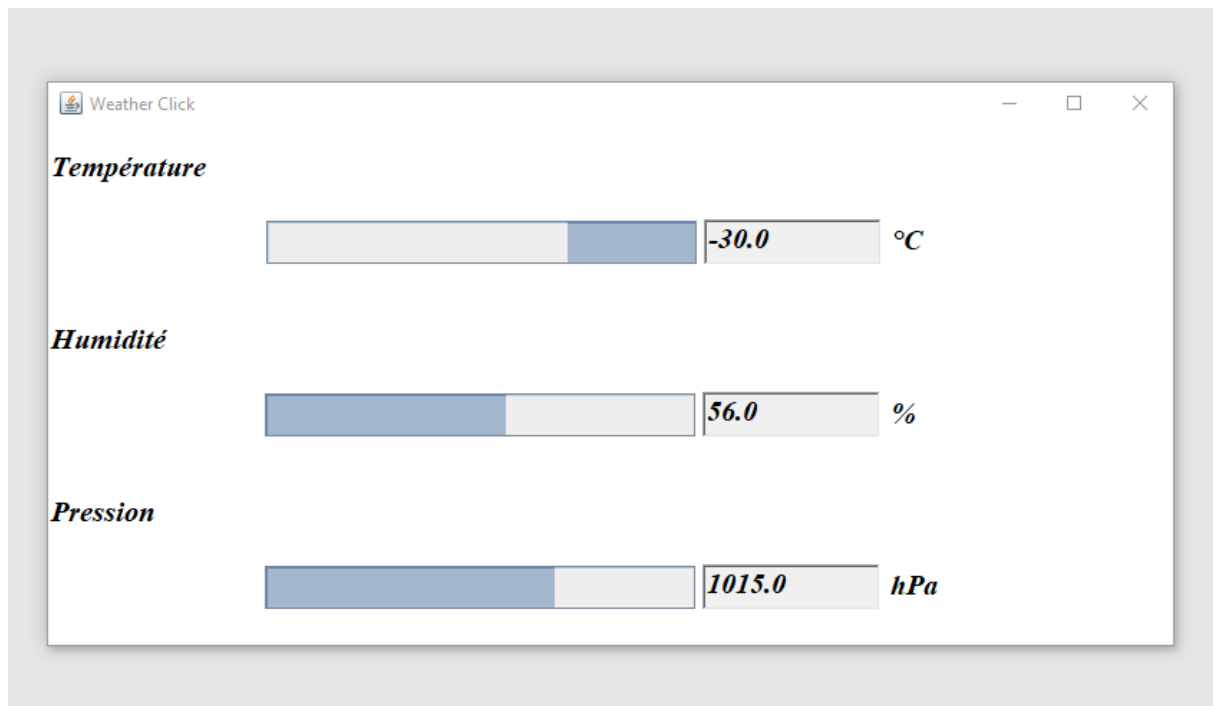 Weather Click
Température
-30.0 °C
Humidité
56.0 %
Pression
1015.0 hPa